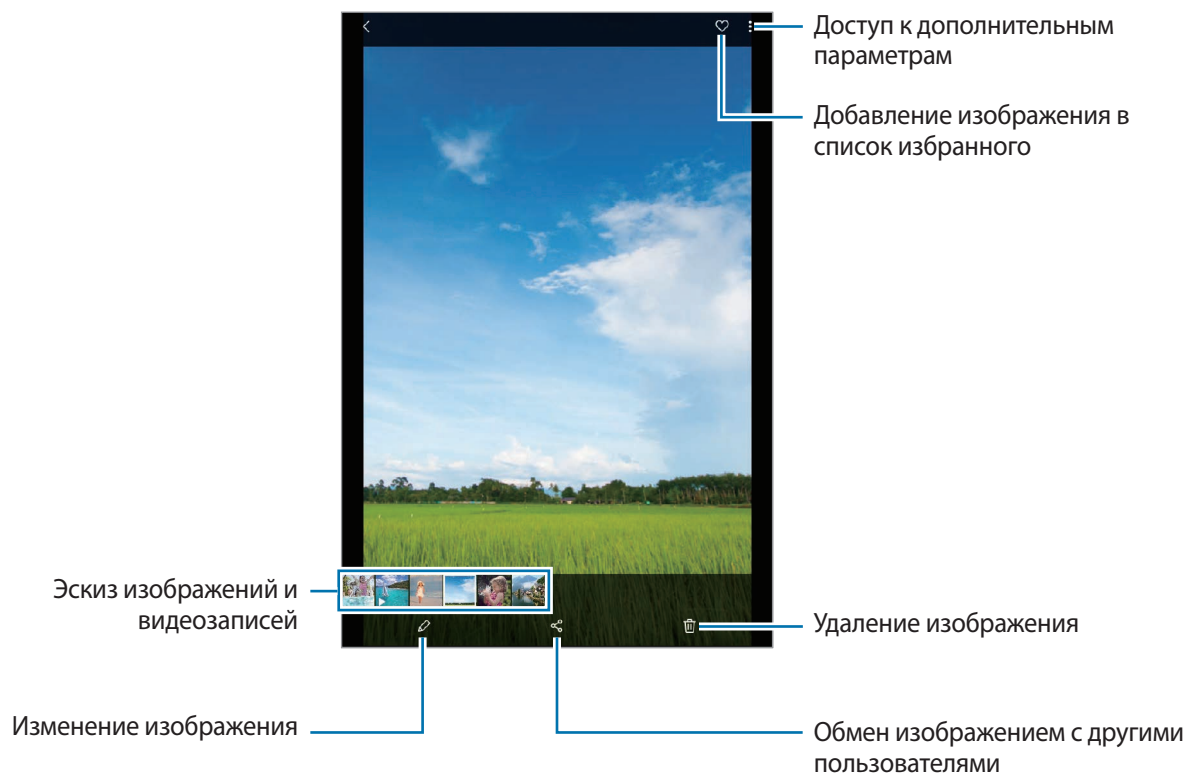 Доступ к дополнительным
параметрам
Добавление изображения в
список избранного
Эскиз изображений и
видеозаписей
Удаление изображения
Изменение изображения
Обмен изображением с другими
пользователями